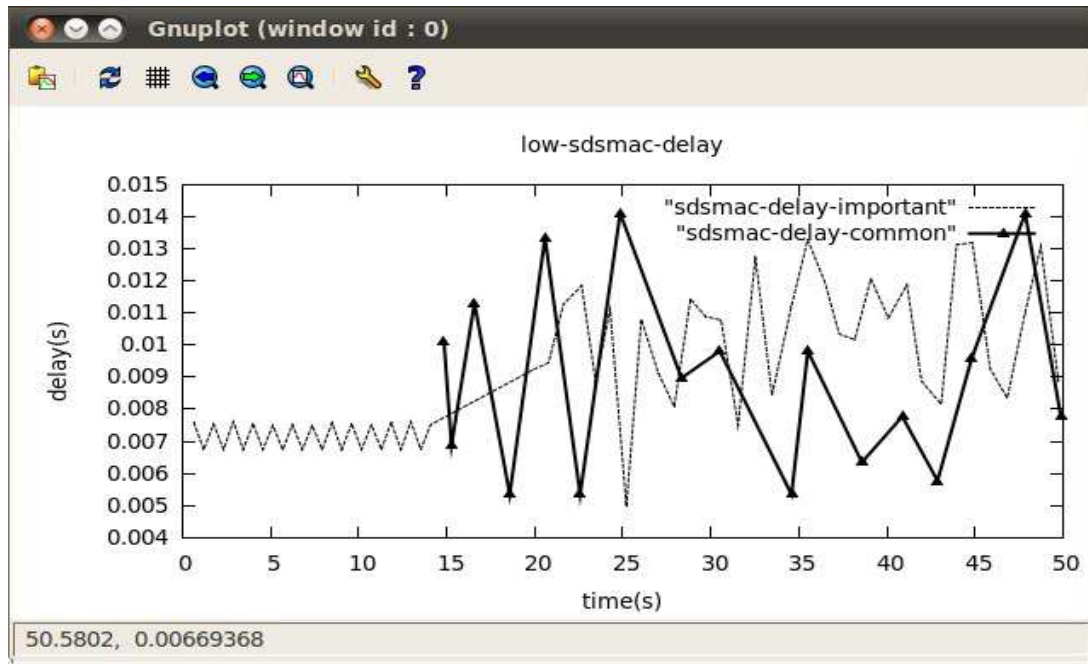 Gnuplot (window id : 0)
?
low-sdsmac-delay
"sdsmac-delay-important"
"sdsmac-delay-common"
delay(s)
0.015
0.014
0.013
0.012
0.011
0.01
0.009
0.008
0.007
0.006
0.005
0.004
0 5 10 15 20 25 30 35 40 45 50
time(s)
50.5802, 0.00669368